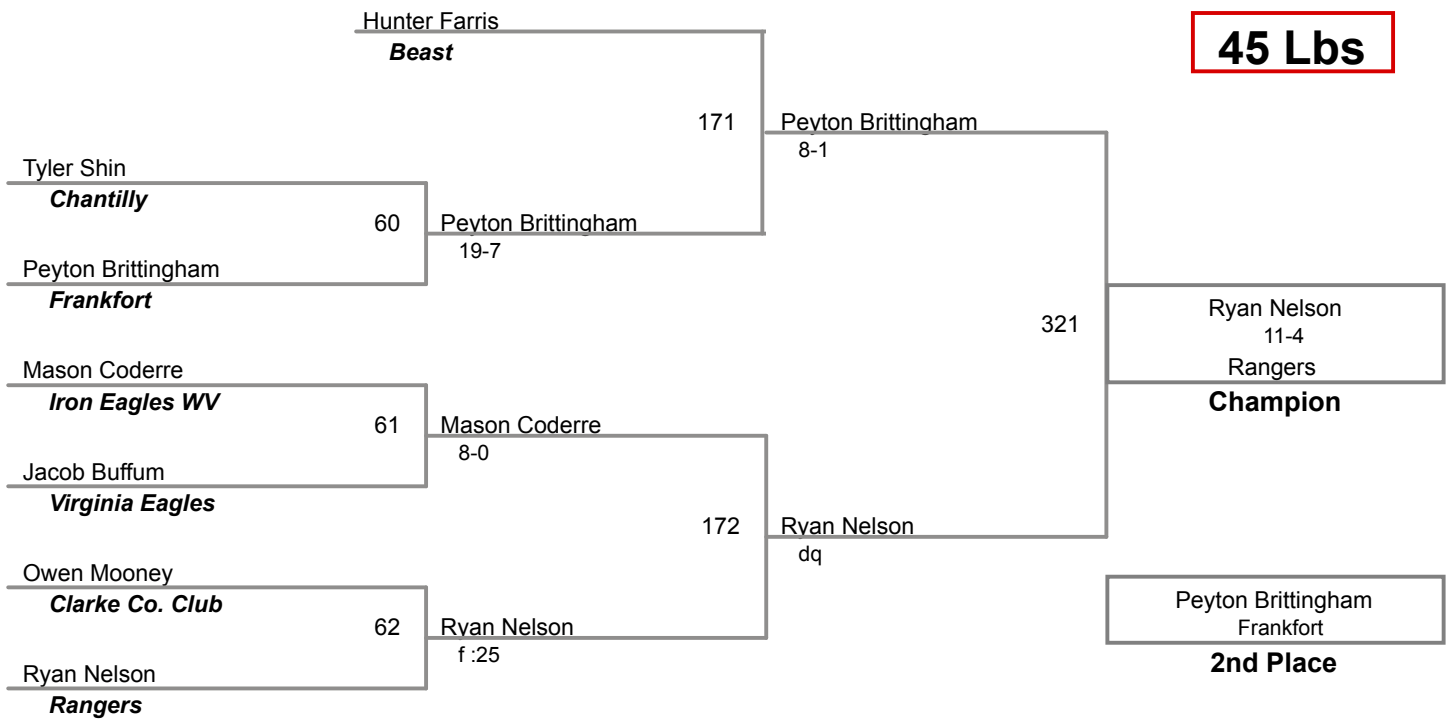 Hunter Farris
Beast
45 Lbs
171
Peyton Brittingham
8-1
Tyler Shin
Chantilly
60
Peyton Brittingham
19-7
Peyton Brittingham
Frankfort
321
Ryan Nelson
11-4
Rangers
Champion
Mason Coderre
Iron Eagles WV
61
Mason Coderre
8-0
Jacob Buffum
Virginia Eagles
172
Ryan Nelson
dq
Owen Mooney
Clarke Co. Club
62
Ryan Nelson
f :25
Ryan Nelson
Rangers
Peyton Brittingham
Frankfort
2nd Place